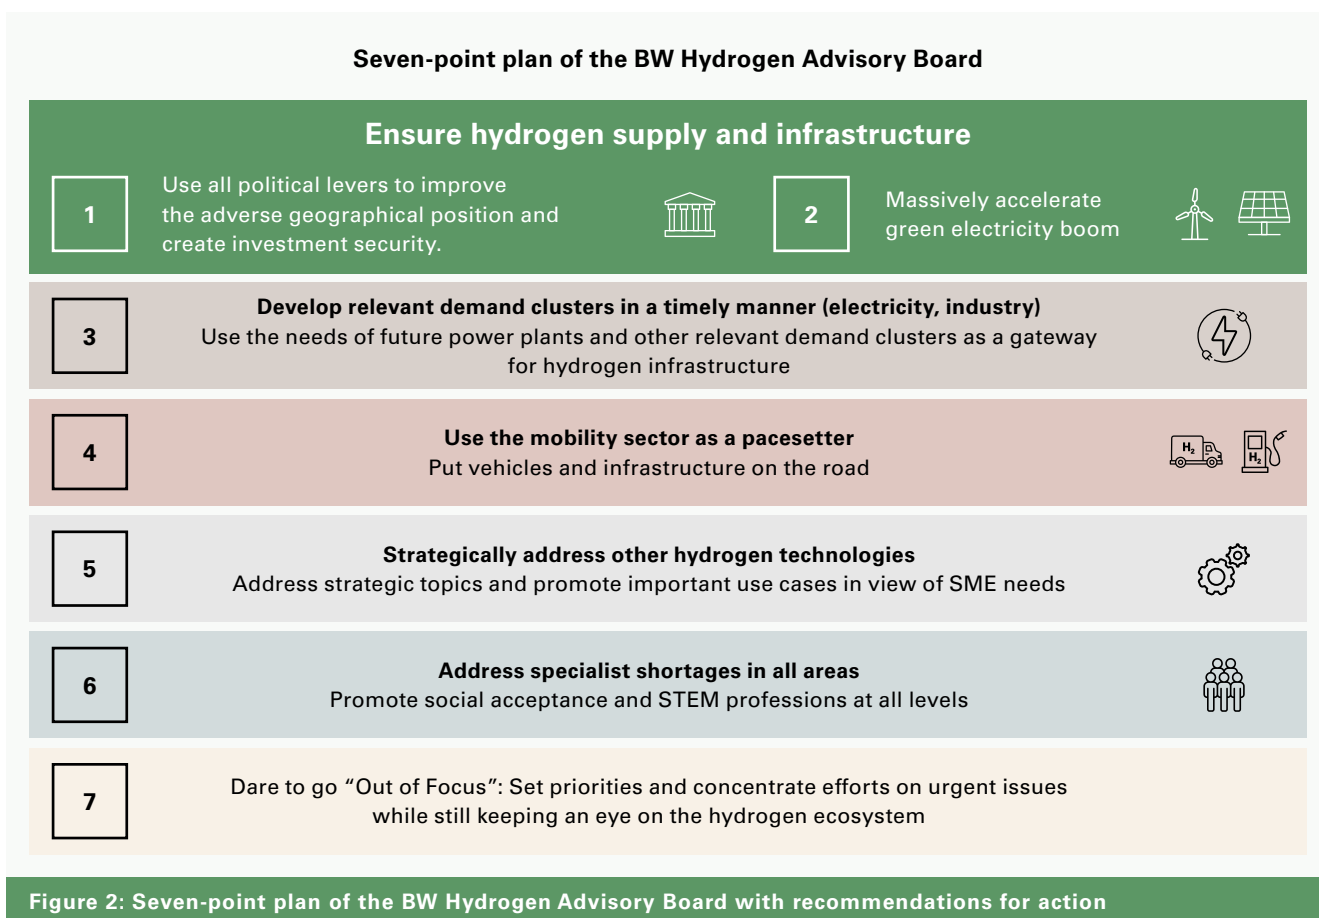 Seven-point plan of the BW Hydrogen Advisory Board
Ensure hydrogen supply and infrastructure
1
Use all political levers to improve
the adverse geographical position and
create investment security.
2
Massively accelerate
green electricity boom
3
Develop relevant demand clusters in a timely manner (electricity, industry)
Use the needs of future power plants and other relevant demand clusters as a gateway
for hydrogen infrastructure
4
Use the mobility sector as a pacesetter
Put vehicles and infrastructure on the road
H₂
H₂
5
Strategically address other hydrogen technologies
Address strategic topics and promote important use cases in view of SME needs
6
Address specialist shortages in all areas
Promote social acceptance and STEM professions at all levels
7
Dare to go “Out of Focus”: Set priorities and concentrate efforts on urgent issues
while still keeping an eye on the hydrogen ecosystem
Figure 2: Seven-point plan of the BW Hydrogen Advisory Board with recommendations for action